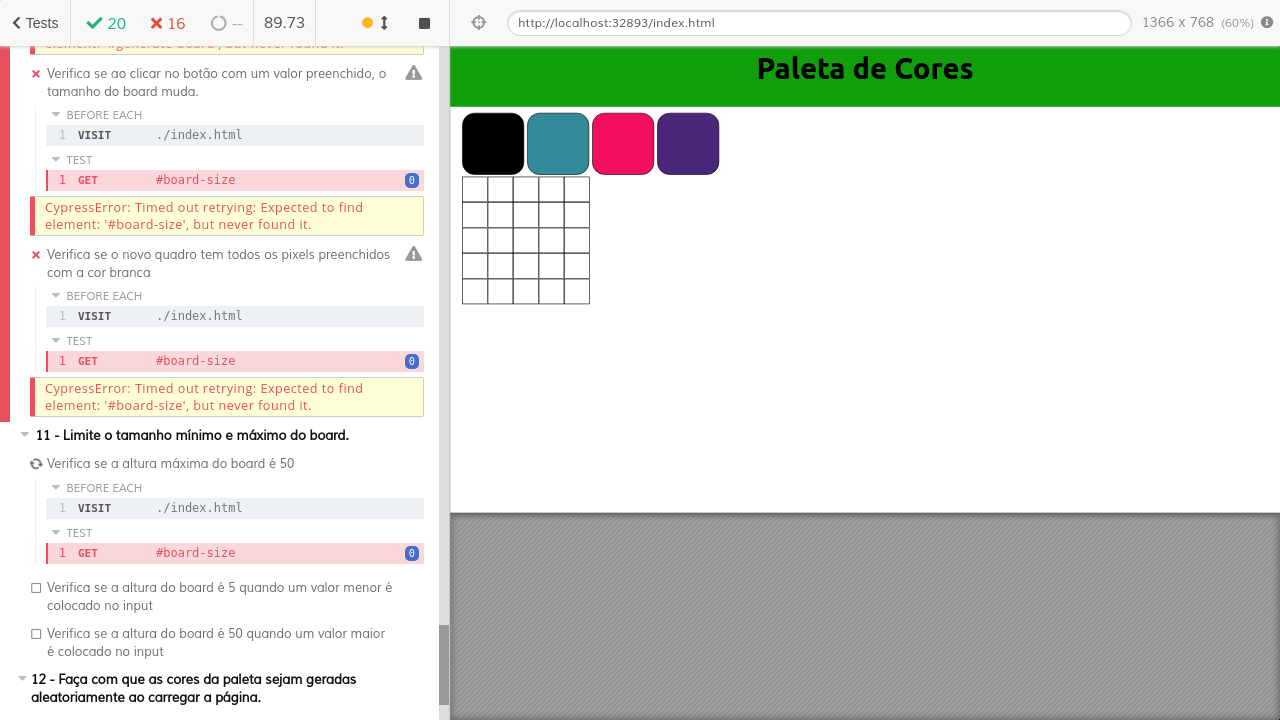 Tests
20
16
--
89.73
http://localhost:32893/index.html
1366 x 768 (60%)
Verifica se ao clicar no botão com um valor preenchido, o
tamanho do board muda.
BEFORE EACH
1 VISIT ./index.html
TEST
1 GET #board-size 0
CypressError: Timed out retrying: Expected to find
element: '#board-size', but never found it.
Verifica se o novo quadro tem todos os pixels preenchidos
com a cor branca
BEFORE EACH
1 VISIT ./index.html
TEST
1 GET #board-size 0
CypressError: Timed out retrying: Expected to find
element: '#board-size', but never found it.
11 - Limite o tamanho mínimo e máximo do board.
Verifica se a altura máxima do board é 50
BEFORE EACH
1 VISIT ./index.html
TEST
1 GET #board-size 0
Verifica se a altura do board é 5 quando um valor menor é
colocado no input
Verifica se a altura do board é 50 quando um valor maior
é colocado no input
12 - Faça com que as cores da paleta sejam geradas
aleatoriamente ao carregar a página.
Paleta de Cores